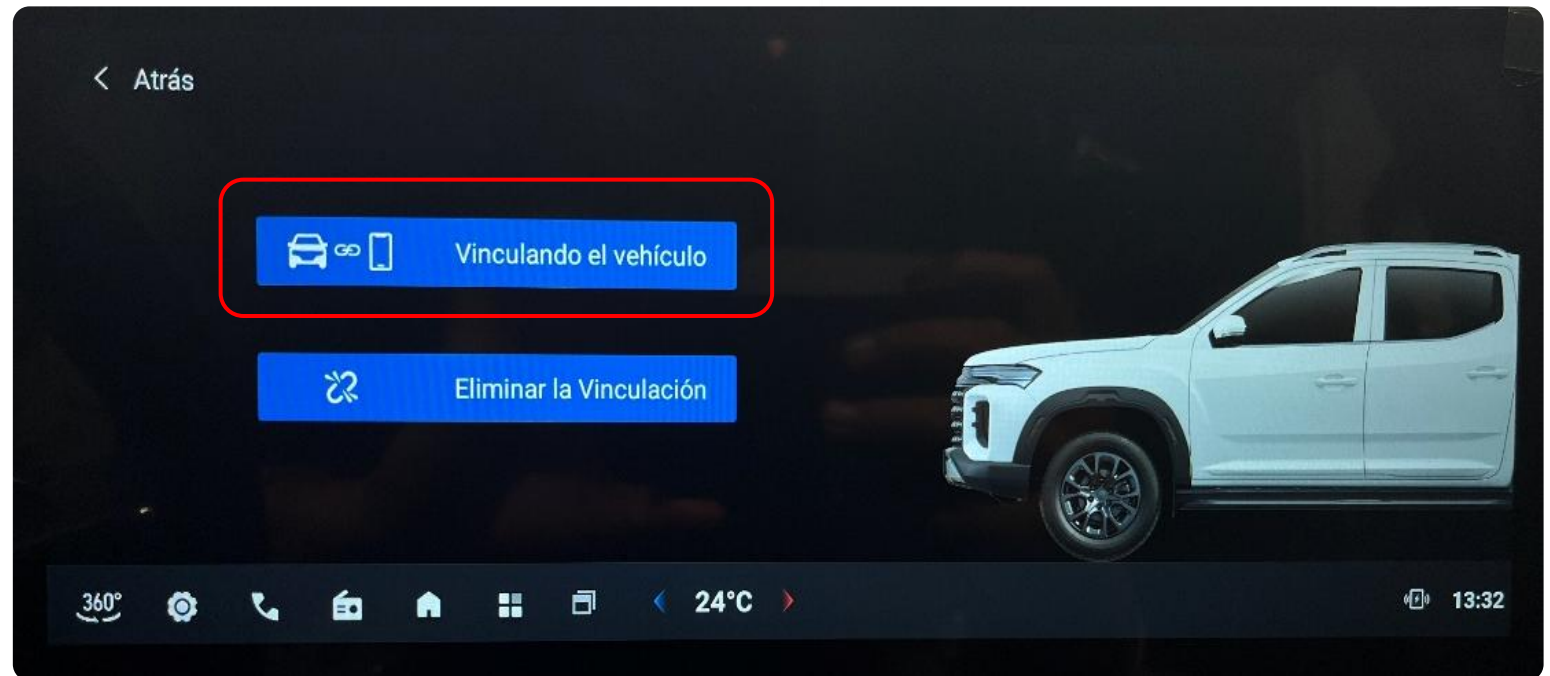 Atrás
Vinculando el vehículo
Eliminar la Vinculación
360°
24°C
13:32